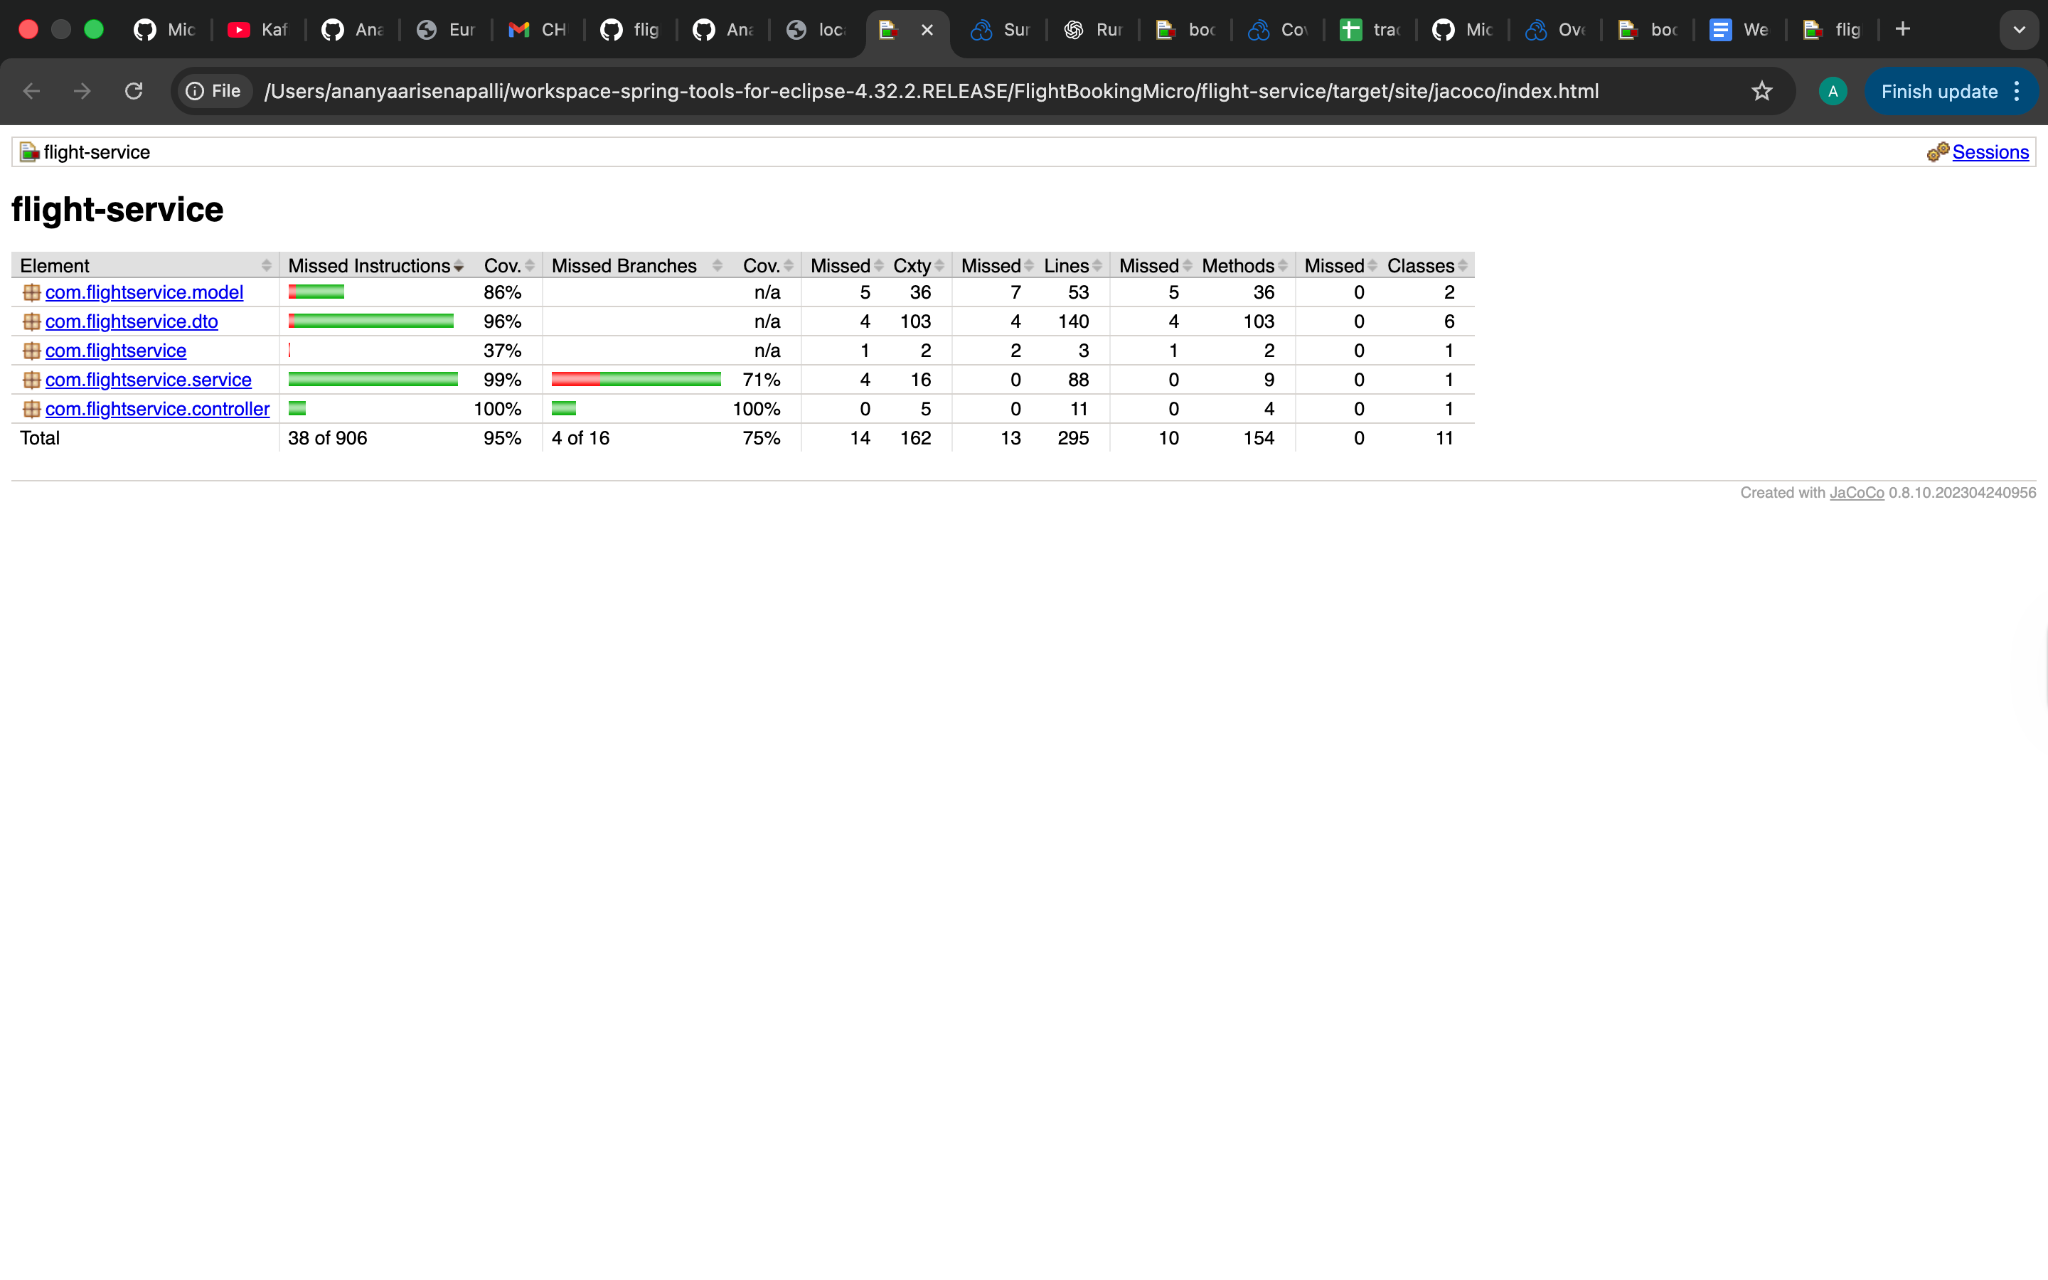 Mic Kaf Ana Eur CH flig Ana loc Sur Rur boo Cov trac Mic Ove boo We flig
File /Users/ananyaarisenapalli/workspace-spring-tools-for-eclipse-4.32.2.RELEASE/FlightBookingMicro/flight-service/target/site/jacoco/index.html A Finish update
flight-service Sessions
flight-service
Element Missed Instructions Cov. Missed Branches Cov. Missed Cxty Missed Lines Missed Methods Missed Classes
com.flightservice.model 86% n/a 5 36 7 53 5 36 0 2
com.flightservice.dto 96% n/a 4 103 4 140 4 103 0 6
com.flightservice 37% n/a 1 2 2 3 1 2 0 1
com.flightservice.service 99% 71% 4 16 0 88 0 9 0 1
com.flightservice.controller 100% 100% 0 5 0 11 0 4 0 1
Total 38 of 906 95% 4 of 16 75% 14 162 13 295 10 154 0 11
Created with JaCoCo 0.8.10.202304240956